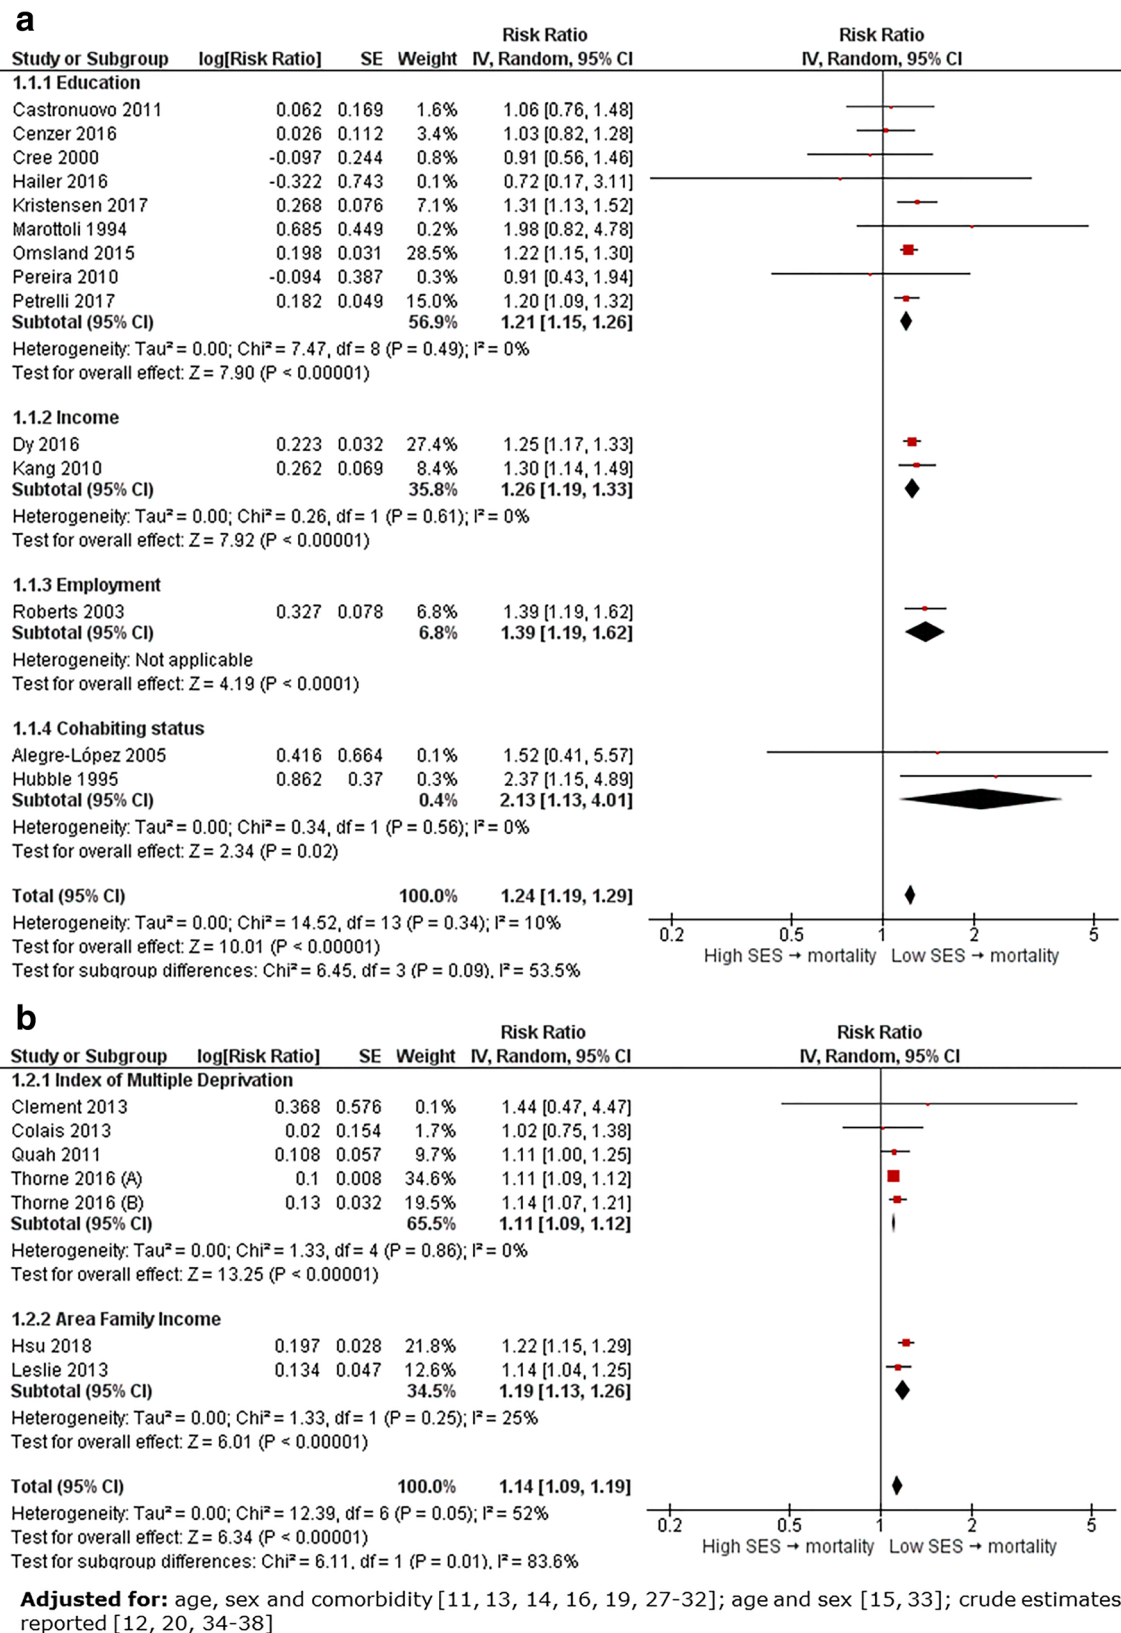 a
Risk Ratio Risk Ratio
Study or Subgroup log[Risk Ratio] SE Weight IV, Random, 95% CI IV, Random, 95% CI
1.1.1 Education
Castronuovo 2011 0.062 0.169 1.6% 1.06 [0.76, 1.48]
Cenzer 2016 0.026 0.112 3.4% 1.03 [0.82, 1.28]
Cree 2000 -0.097 0.244 0.8% 0.91 [0.56, 1.46]
Hailer 2016 -0.322 0.743 0.1% 0.72 [0.17, 3.11]
Kristensen 2017 0.268 0.076 7.1% 1.31 [1.13, 1.52]
Marottoli 1994 0.685 0.449 0.2% 1.98 [0.82, 4.78]
Omsland 2015 0.198 0.031 28.5% 1.22 [1.15, 1.30]
Pereira 2010 -0.094 0.387 0.3% 0.91 [0.43, 1.94]
Petrelli 2017 0.182 0.049 15.0% 1.20 [1.09, 1.32]
Subtotal (95% CI) 56.9% 1.21 [1.15, 1.26]
Heterogeneity: Tau² = 0.00; Chi² = 7.47, df = 8 (P = 0.49); I² = 0%
Test for overall effect: Z = 7.90 (P < 0.00001)
1.1.2 Income
Dy 2016 0.223 0.032 27.4% 1.25 [1.17, 1.33]
Kang 2010 0.262 0.069 8.4% 1.30 [1.14, 1.49]
Subtotal (95% CI) 35.8% 1.26 [1.19, 1.33]
Heterogeneity: Tau² = 0.00; Chi² = 0.26, df = 1 (P = 0.61); I² = 0%
Test for overall effect: Z = 7.92 (P < 0.00001)
1.1.3 Employment
Roberts 2003 0.327 0.078 6.8% 1.39 [1.19, 1.62]
Subtotal (95% CI) 6.8% 1.39 [1.19, 1.62]
Heterogeneity: Not applicable
Test for overall effect: Z = 4.19 (P < 0.0001)
1.1.4 Cohabiting status
Alegre-López 2005 0.416 0.664 0.1% 1.52 [0.41, 5.57]
Hubble 1995 0.862 0.37 0.3% 2.37 [1.15, 4.89]
Subtotal (95% CI) 0.4% 2.13 [1.13, 4.01]
Heterogeneity: Tau² = 0.00; Chi² = 0.34, df = 1 (P = 0.56); I² = 0%
Test for overall effect: Z = 2.34 (P = 0.02)
Total (95% CI) 100.0% 1.24 [1.19, 1.29]
Heterogeneity: Tau² = 0.00; Chi² = 14.52, df = 13 (P = 0.34); I² = 10%
Test for overall effect: Z = 10.01 (P < 0.00001)
Test for subgroup differences: Chi² = 6.45, df = 3 (P = 0.09), I² = 53.5%
0.2 0.5 1 2 5
High SES → mortality Low SES → mortality
b
Risk Ratio Risk Ratio
Study or Subgroup log[Risk Ratio] SE Weight IV, Random, 95% CI IV, Random, 95% CI
1.2.1 Index of Multiple Deprivation
Clement 2013 0.368 0.576 0.1% 1.44 [0.47, 4.47]
Colais 2013 0.02 0.154 1.7% 1.02 [0.75, 1.38]
Quah 2011 0.108 0.057 9.7% 1.11 [1.00, 1.25]
Thorne 2016 (A) 0.1 0.008 34.6% 1.11 [1.09, 1.12]
Thorne 2016 (B) 0.13 0.032 19.5% 1.14 [1.07, 1.21]
Subtotal (95% CI) 65.5% 1.11 [1.09, 1.12]
Heterogeneity: Tau² = 0.00; Chi² = 1.33, df = 4 (P = 0.86); I² = 0%
Test for overall effect: Z = 13.25 (P < 0.00001)
1.2.2 Area Family Income
Hsu 2018 0.197 0.028 21.8% 1.22 [1.15, 1.29]
Leslie 2013 0.134 0.047 12.6% 1.14 [1.04, 1.25]
Subtotal (95% CI) 34.5% 1.19 [1.13, 1.26]
Heterogeneity: Tau² = 0.00; Chi² = 1.33, df = 1 (P = 0.25); I² = 25%
Test for overall effect: Z = 6.01 (P < 0.00001)
Total (95% CI) 100.0% 1.14 [1.09, 1.19]
Heterogeneity: Tau² = 0.00; Chi² = 12.39, df = 6 (P = 0.05); I² = 52%
Test for overall effect: Z = 6.34 (P < 0.00001)
Test for subgroup differences: Chi² = 6.11, df = 1 (P = 0.01), I² = 83.6%
0.2 0.5 1 2 5
High SES → mortality Low SES → mortality
Adjusted for: age, sex and comorbidity [11, 13, 14, 16, 19, 27-32]; age and sex [15, 33]; crude estimates
reported [12, 20, 34-38]